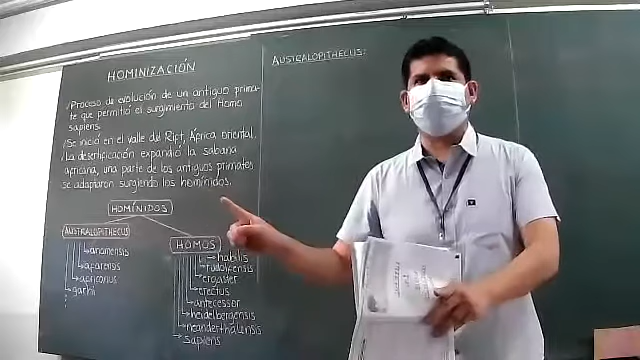 HOMINIZACIÓN
Proceso de evolución de un antiguo prima-
te que permitió el surgimiento del Homo
sapiens.
Se inició en el valle del Rift, África oriental.
La desertificación expandió la sabana
africana, una parte de los antiguos primates
se adaptaron surgiendo los homínidos.
HOMÍNIDOS
AUSTRALOPITHECUS
anamensis
afarensis
africanus
garhi
HOMOS
habilis
rudolfensis
ergaster
erectus
antecessor
heidelbergensis
neanderthalensis
sapiens
AUSTRALOPITHECUS: